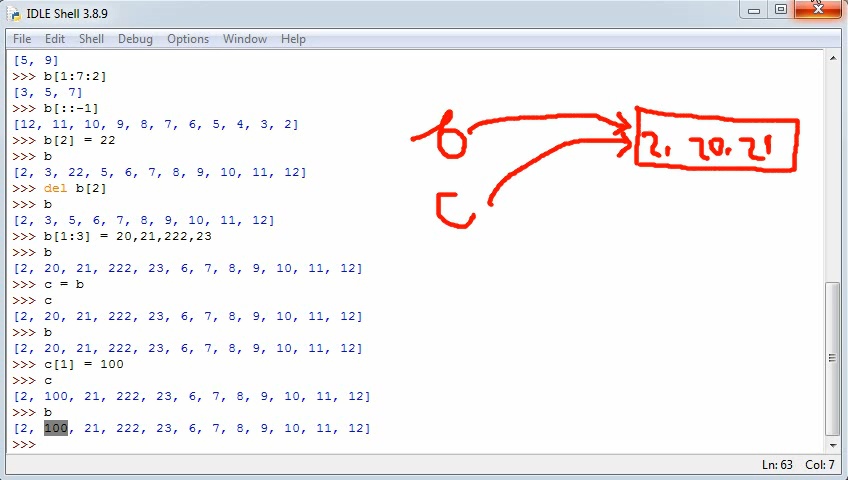 IDLE Shell 3.8.9
File Edit Shell Debug Options Window Help
[5, 9]
>>> b[1:7:2]
[3, 5, 7]
>>> b[::-1]
[12, 11, 10, 9, 8, 7, 6, 5, 4, 3, 2]
>>> b[2] = 22
>>> b
[2, 3, 22, 5, 6, 7, 8, 9, 10, 11, 12]
>>> del b[2]
>>> b
[2, 3, 5, 6, 7, 8, 9, 10, 11, 12]
>>> b[1:3] = 20,21,222,23
>>> b
[2, 20, 21, 222, 23, 6, 7, 8, 9, 10, 11, 12]
>>> c = b
>>> c
[2, 20, 21, 222, 23, 6, 7, 8, 9, 10, 11, 12]
>>> b
[2, 20, 21, 222, 23, 6, 7, 8, 9, 10, 11, 12]
>>> c[1] = 100
>>> c
[2, 100, 21, 222, 23, 6, 7, 8, 9, 10, 11, 12]
>>> b
[2, 100, 21, 222, 23, 6, 7, 8, 9, 10, 11, 12]
>>>
b
2, 20, 21
c
Ln: 63 Col: 7